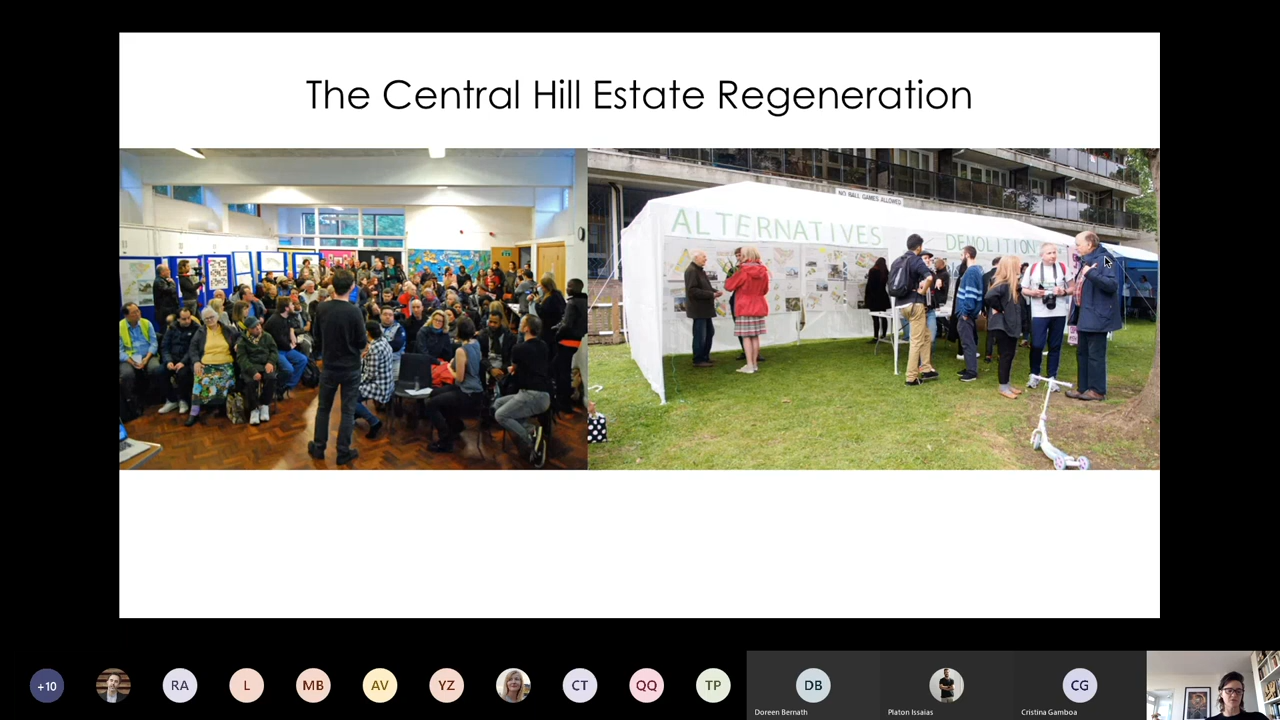 The Central Hill Estate Regeneration
NO BALL GAMES ALLOWED
ALTERNATIVES
DEMOLITION
+10
RA
L
MB
AV
YZ
CT
QQ
TP
DB
CG
Doreen Bernath
Platon Issaias
Cristina Gamboa